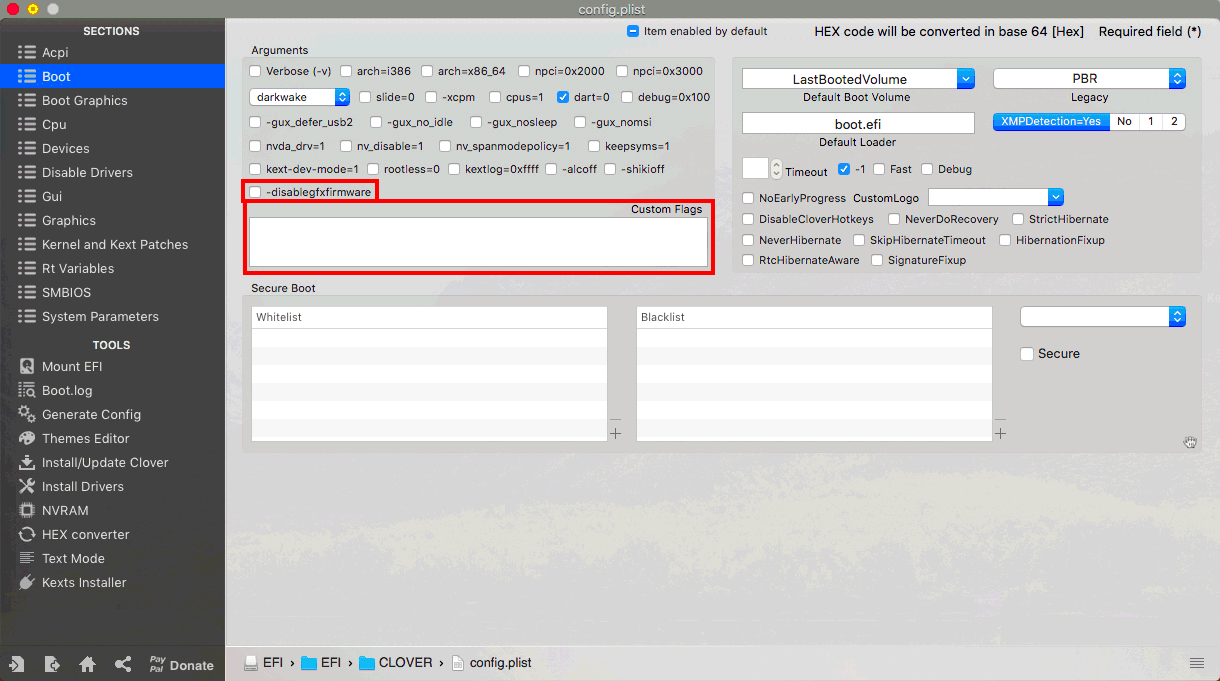 config.plist
SECTIONS
Acpi
Boot
Boot Graphics
Cpu
Devices
Disable Drivers
Gui
Graphics
Kernel and Kext Patches
Rt Variables
SMBIOS
System Parameters
TOOLS
Mount EFI
Boot.log
Generate Config
Themes Editor
Install/Update Clover
Install Drivers
NVRAM
HEX converter
Text Mode
Kexts Installer
Pay Pal Donate
Item enabled by default HEX code will be converted in base 64 [Hex] Required field (*)
Arguments
Verbose (-v) arch=i386 arch=x86_64 npci=0x2000 npci=0x3000
darkwake slide=0 -xcpm cpus=1 dart=0 debug=0x100
-gux_defer_usb2 -gux_no_idle -gux_nosleep -gux_nomsi
nvda_drv=1 nv_disable=1 nv_spanmodepolicy=1 keepsyms=1
kext-dev-mode=1 rootless=0 kextlog=0xffff -alcoff -shikioff
-disablegfxfirmware
Custom Flags
LastBootedVolume PBR
Default Boot Volume Legacy
boot.efi XMPDetection=Yes No 1 2
Default Loader
Timeout -1 Fast Debug
NoEarlyProgress CustomLogo
DisableCloverHotkeys NeverDoRecovery StrictHibernate
NeverHibernate SkipHibernateTimeout HibernationFixup
RtcHibernateAware SignatureFixup
Secure Boot
Whitelist Blacklist
Secure
EFI › EFI › CLOVER › config.plist